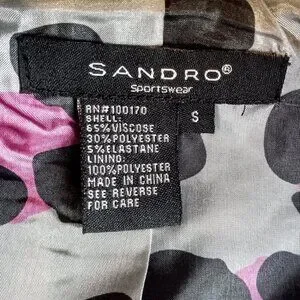 SANDRO®
Sportswear
RN#100170
SHELL:
65%VISCOSE
30%POLYESTER
5%ELASTANE
LINING:
100%POLYESTER
MADE IN CHINA
SEE REVERSE
FOR CARE
S